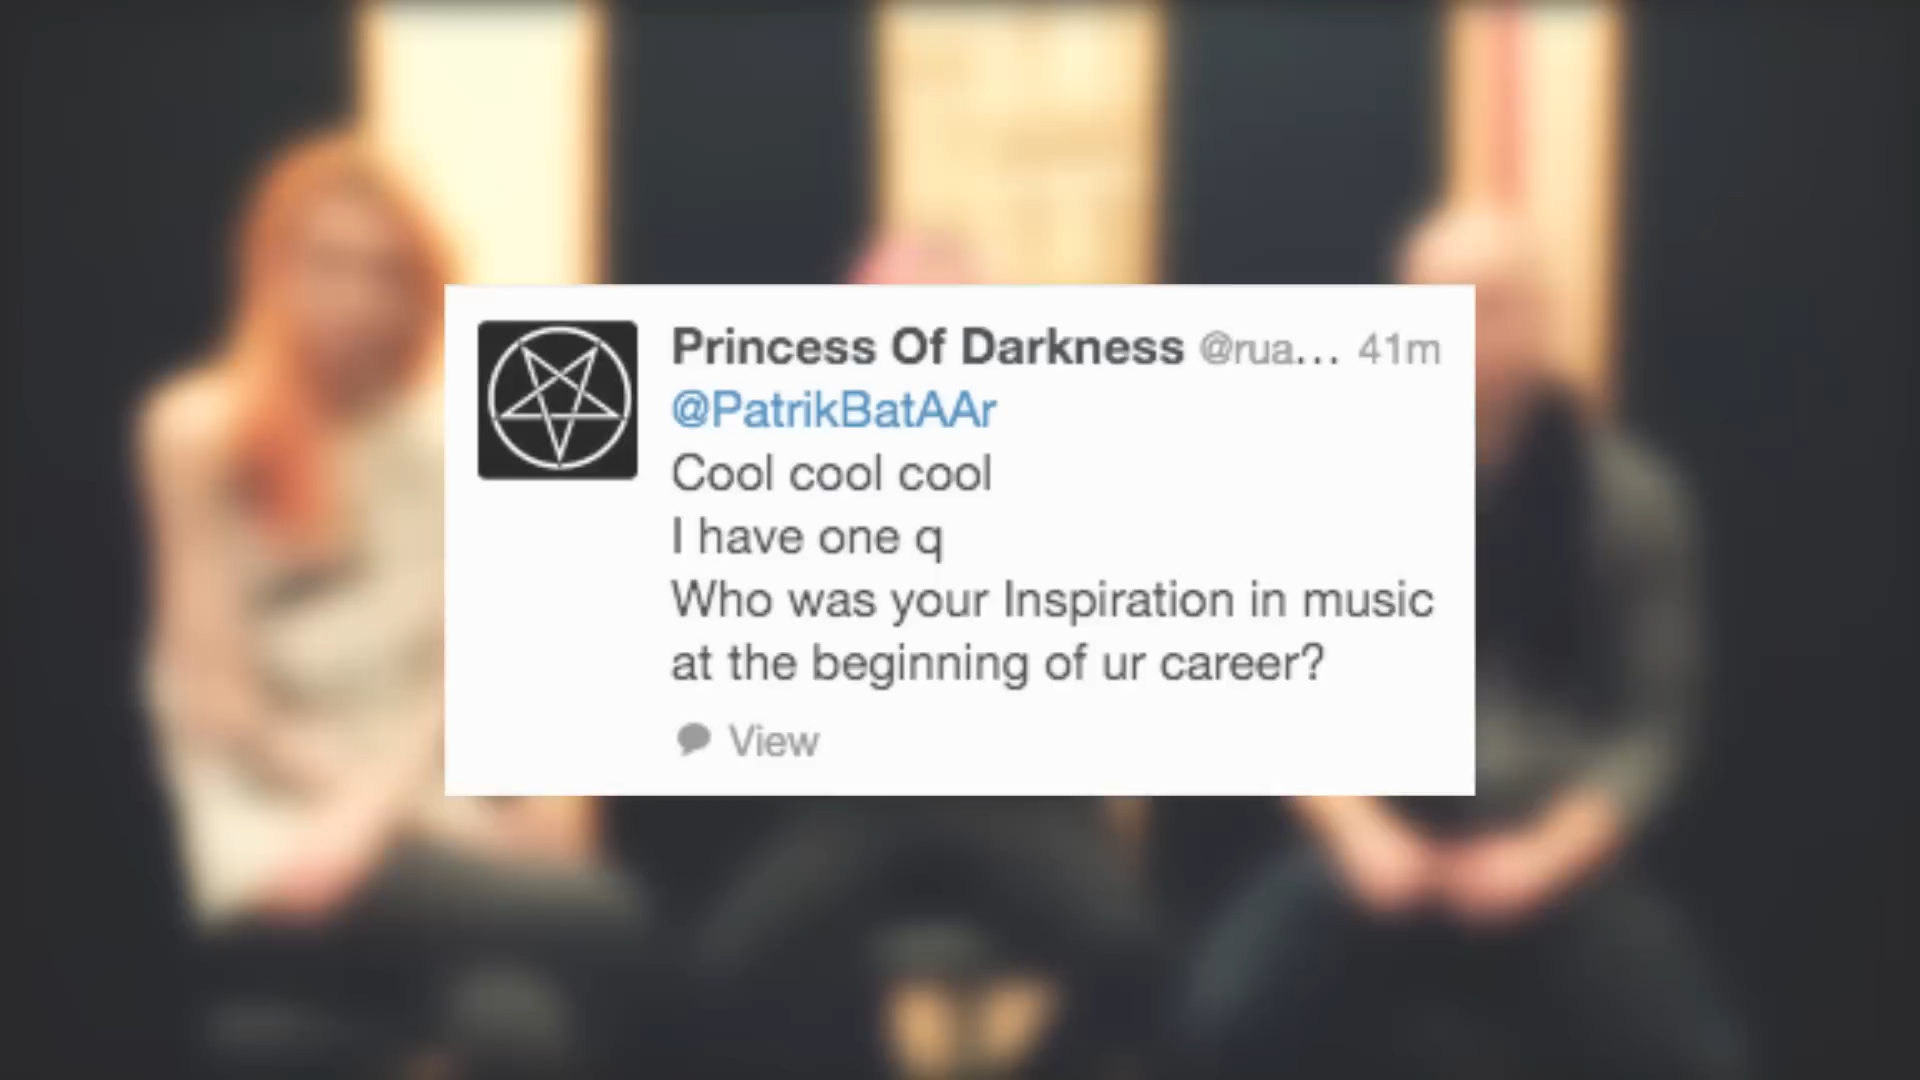 Princess Of Darkness @rua... 41m
@PatrikBatAAr
Cool cool cool
I have one q
Who was your Inspiration in music
at the beginning of ur career?
View